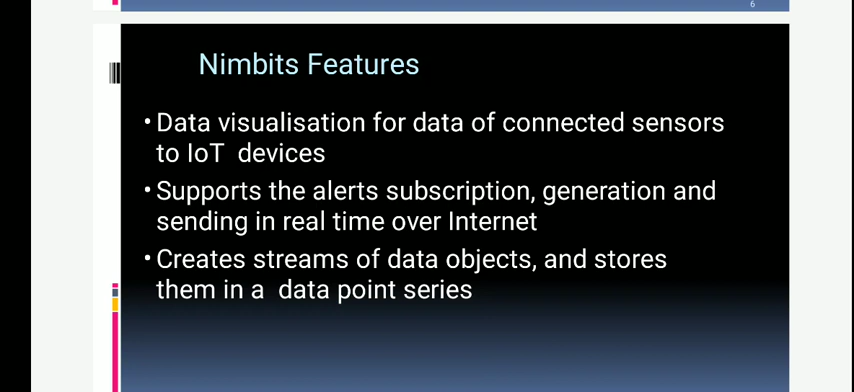 6
Nimbits Features
• Data visualisation for data of connected sensors
to IoT devices
• Supports the alerts subscription, generation and
sending in real time over Internet
• Creates streams of data objects, and stores
them in a data point series